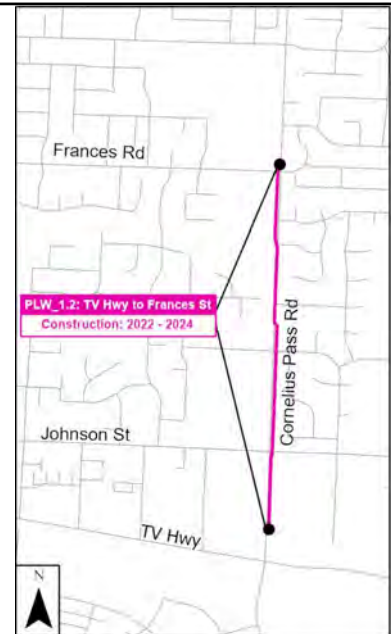 Frances Rd
PLW_1.2: TV Hwy to Frances St
Construction: 2022 - 2024
Cornelius Pass Rd
Johnson St
TV Hwy
N